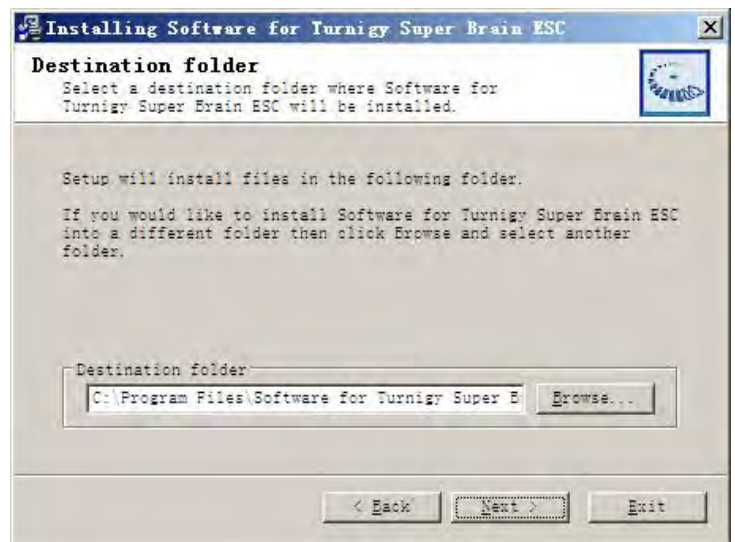 Installing Software for Turnigy Super Brain ESC
Destination folder
Select a destination folder where Software for
Turnigy Super Brain ESC will be installed.
Setup will install files in the following folder.
If you would like to install Software for Turnigy Super Brain ESC
into a different folder then click Browse and select another
folder.
Destination folder
C:\Program Files\Software for Turnigy Super B
Browse...
< Back
Next >
Exit